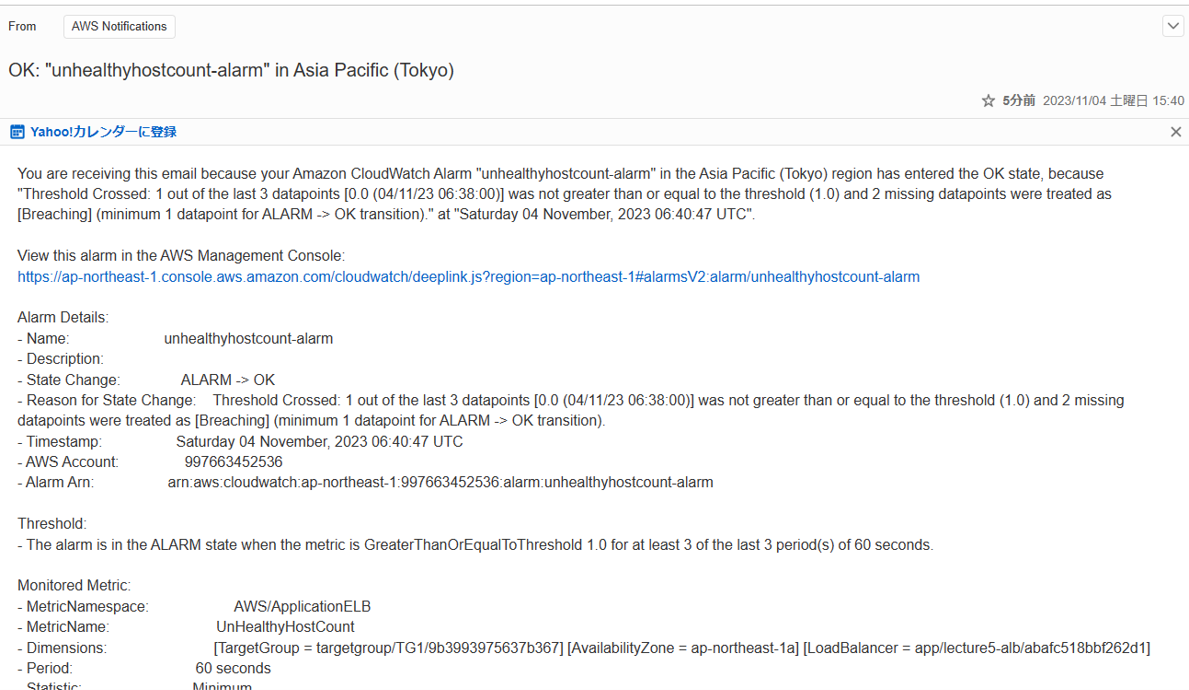 From AWS Notifications
OK: "unhealthyhostcount-alarm" in Asia Pacific (Tokyo)
5分前 2023/11/04 土曜日 15:40
Yahoo!カレンダーに登録
You are receiving this email because your Amazon CloudWatch Alarm "unhealthyhostcount-alarm" in the Asia Pacific (Tokyo) region has entered the OK state, because
"Threshold Crossed: 1 out of the last 3 datapoints [0.0 (04/11/23 06:38:00)] was not greater than or equal to the threshold (1.0) and 2 missing datapoints were treated as
[Breaching] (minimum 1 datapoint for ALARM -> OK transition)." at "Saturday 04 November, 2023 06:40:47 UTC".
View this alarm in the AWS Management Console:
https://ap-northeast-1.console.aws.amazon.com/cloudwatch/deeplink.js?region=ap-northeast-1#alarmsV2:alarm/unhealthyhostcount-alarm
Alarm Details:
- Name: unhealthyhostcount-alarm
- Description:
- State Change: ALARM -> OK
- Reason for State Change: Threshold Crossed: 1 out of the last 3 datapoints [0.0 (04/11/23 06:38:00)] was not greater than or equal to the threshold (1.0) and 2 missing
datapoints were treated as [Breaching] (minimum 1 datapoint for ALARM -> OK transition).
- Timestamp: Saturday 04 November, 2023 06:40:47 UTC
- AWS Account: 997663452536
- Alarm Arn: arn:aws:cloudwatch:ap-northeast-1:997663452536:alarm:unhealthyhostcount-alarm
Threshold:
- The alarm is in the ALARM state when the metric is GreaterThanOrEqualToThreshold 1.0 for at least 3 of the last 3 period(s) of 60 seconds.
Monitored Metric:
- MetricNamespace: AWS/ApplicationELB
- MetricName: UnHealthyHostCount
- Dimensions: [TargetGroup = targetgroup/TG1/9b3993975637b367] [AvailabilityZone = ap-northeast-1a] [LoadBalancer = app/lecture5-alb/abafc518bbf262d1]
- Period: 60 seconds
- Statistic: Minimum